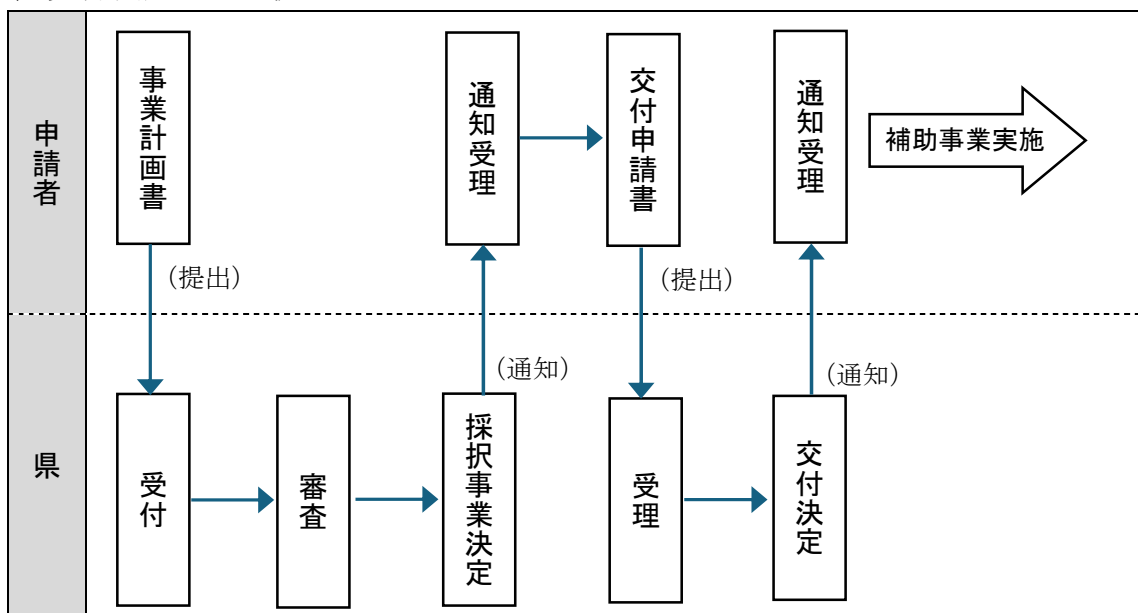 申請者
事業計画書
通知受理
交付申請書
通知受理
補助事業実施
（提出）
（提出）
（通知）
（通知）
県
受付
審査
採択事業決定
受理
交付決定